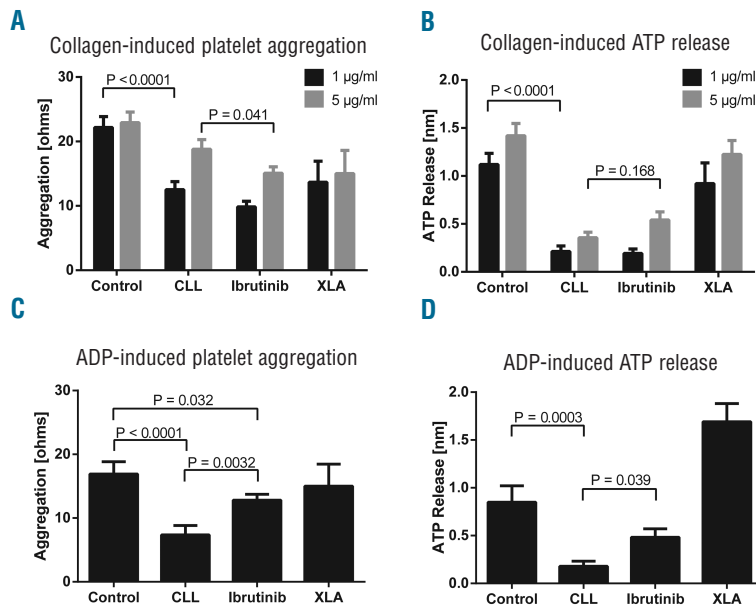 A
Collagen-induced platelet aggregation
1 µg/ml
5 µg/ml
P < 0.0001
P = 0.041
Aggregation [ohms]
30
20
10
0
Control CLL Ibrutinib XLA
B
Collagen-induced ATP release
1 µg/ml
5 µg/ml
P <0.0001
P = 0.168
ATP Release [nm]
2.0
1.5
1.0
0.5
0.0
Control CLL Ibrutinib XLA
C
ADP-induced platelet aggregation
P = 0.032
P < 0.0001
P = 0.0032
Aggregation [ohms]
30
20
10
0
Control CLL Ibrutinib XLA
D
ADP-induced ATP release
P = 0.0003
P = 0.039
ATP Release [nm]
2.0
1.5
1.0
0.5
0.0
Control CLL Ibrutinib XLA